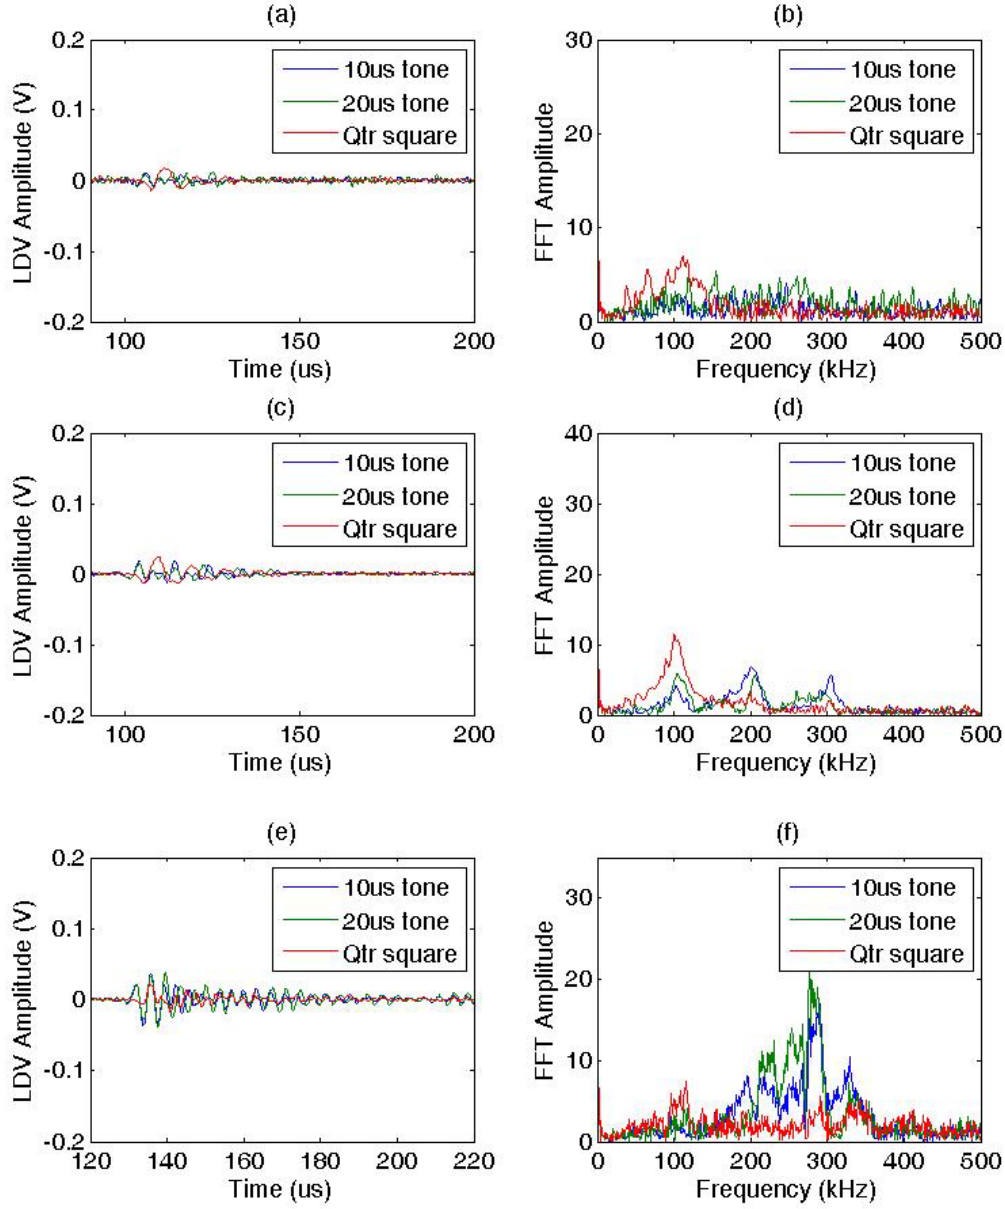 (a)
0.2
0.1
0
-0.1
-0.2
LDV Amplitude (V)
10us tone
20us tone
Qtr square
100
150
200
Time (us)
(b)
30
20
10
0
FFT Amplitude
10us tone
20us tone
Qtr square
0
100
200
300
400
500
Frequency (kHz)
(c)
0.2
0.1
0
-0.1
-0.2
LDV Amplitude (V)
10us tone
20us tone
Qtr square
100
150
200
Time (us)
(d)
40
30
20
10
0
FFT Amplitude
10us tone
20us tone
Qtr square
0
100
200
300
400
500
Frequency (kHz)
(e)
0.2
0.1
0
-0.1
-0.2
LDV Amplitude (V)
10us tone
20us tone
Qtr square
120
140
160
180
200
220
Time (us)
(f)
30
20
10
0
FFT Amplitude
10us tone
20us tone
Qtr square
0
100
200
300
400
500
Frequency (kHz)